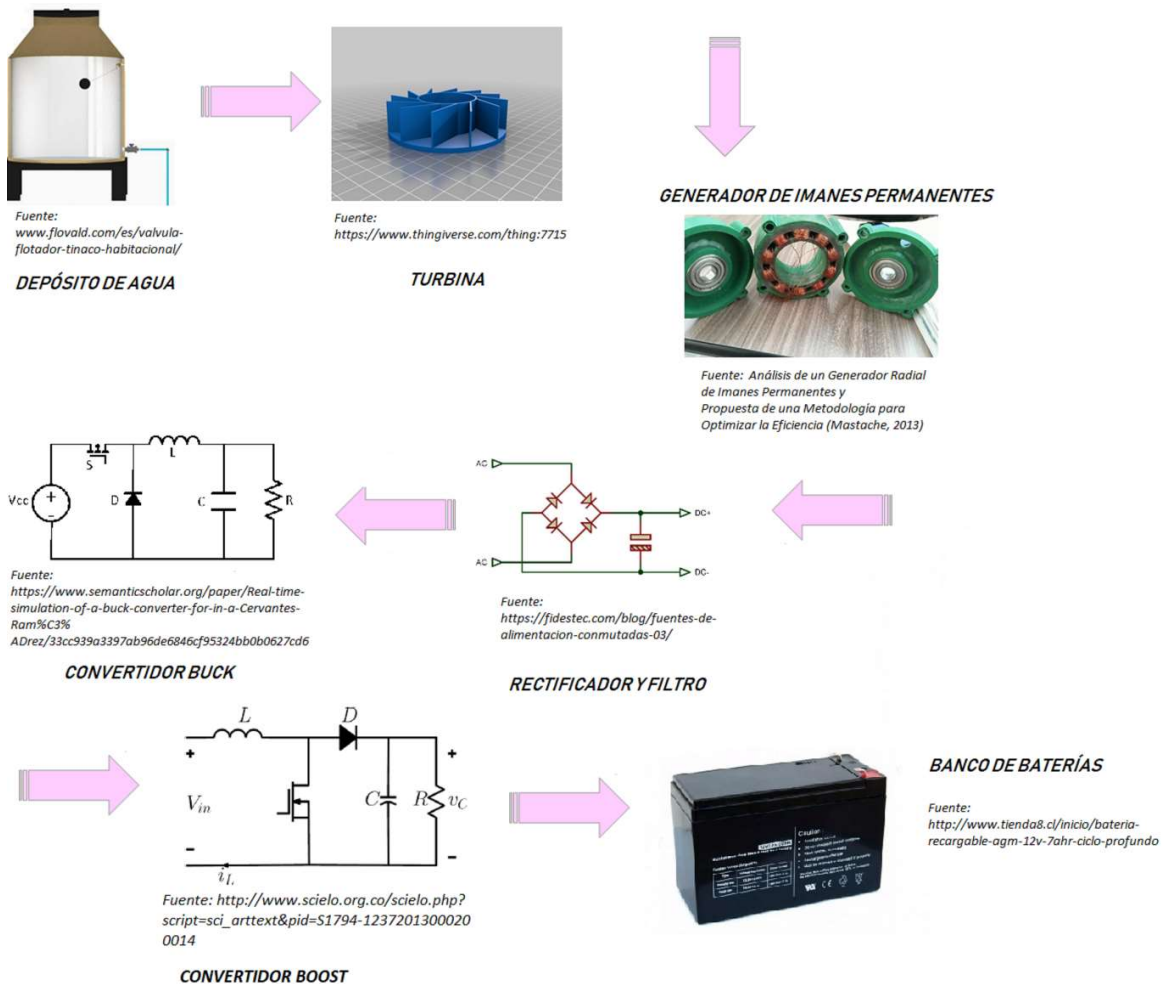 Fuente:
www.flovald.com/es/valvula-
flotador-tinaco-habitacional/
DEPÓSITO DE AGUA
Fuente:
https://www.thingiverse.com/thing:7715
TURBINA
GENERADOR DE IMANES PERMANENTES
Fuente: Análisis de un Generador Radial
de Imanes Permanentes y
Propuesta de una Metodología para
Optimizar la Eficiencia (Mastache, 2013)
S
L
Vcc
+
-
D
C
R
Fuente:
https://www.semanticscholar.org/paper/Real-time-
simulation-of-a-buck-converter-for-in-a-Cervantes-
Ram%C3%
ADrez/33cc939a3397ab96de6846cf95324bb0b0627cd6
CONVERTIDOR BUCK
AC
DC+
AC
DC-
Fuente:
https://fidestec.com/blog/fuentes-de-
alimentacion-conmutadas-03/
RECTIFICADOR Y FILTRO
L
D
+
+
Vin
C
R
vC
−
−
iL
Fuente: http://www.scielo.org.co/scielo.php?
script=sci_arttext&pid=S1794-1237201300020
0014
CONVERTIDOR BOOST
BANCO DE BATERÍAS
Fuente:
http://www.tienda8.cl/inicio/bateria-
recargable-agm-12v-7ahr-ciclo-profundo
Caution